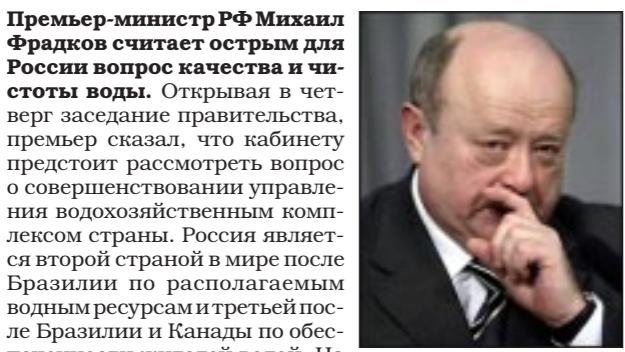 Премьер-министр РФ Михаил
Фрадков считает острым для
России вопрос качества и чи-
стоты воды. Открывая в чет-
верг заседание правительства,
премьер сказал, что кабинету
предстоит рассмотреть вопрос
о совершенствовании управле-
ния водохозяйственным комп-
лексом страны. Россия являет-
ся второй страной в мире после
Бразилии по располагаемым
водным ресурсам и третьей пос-
ле Бразилии и Канады по обес-